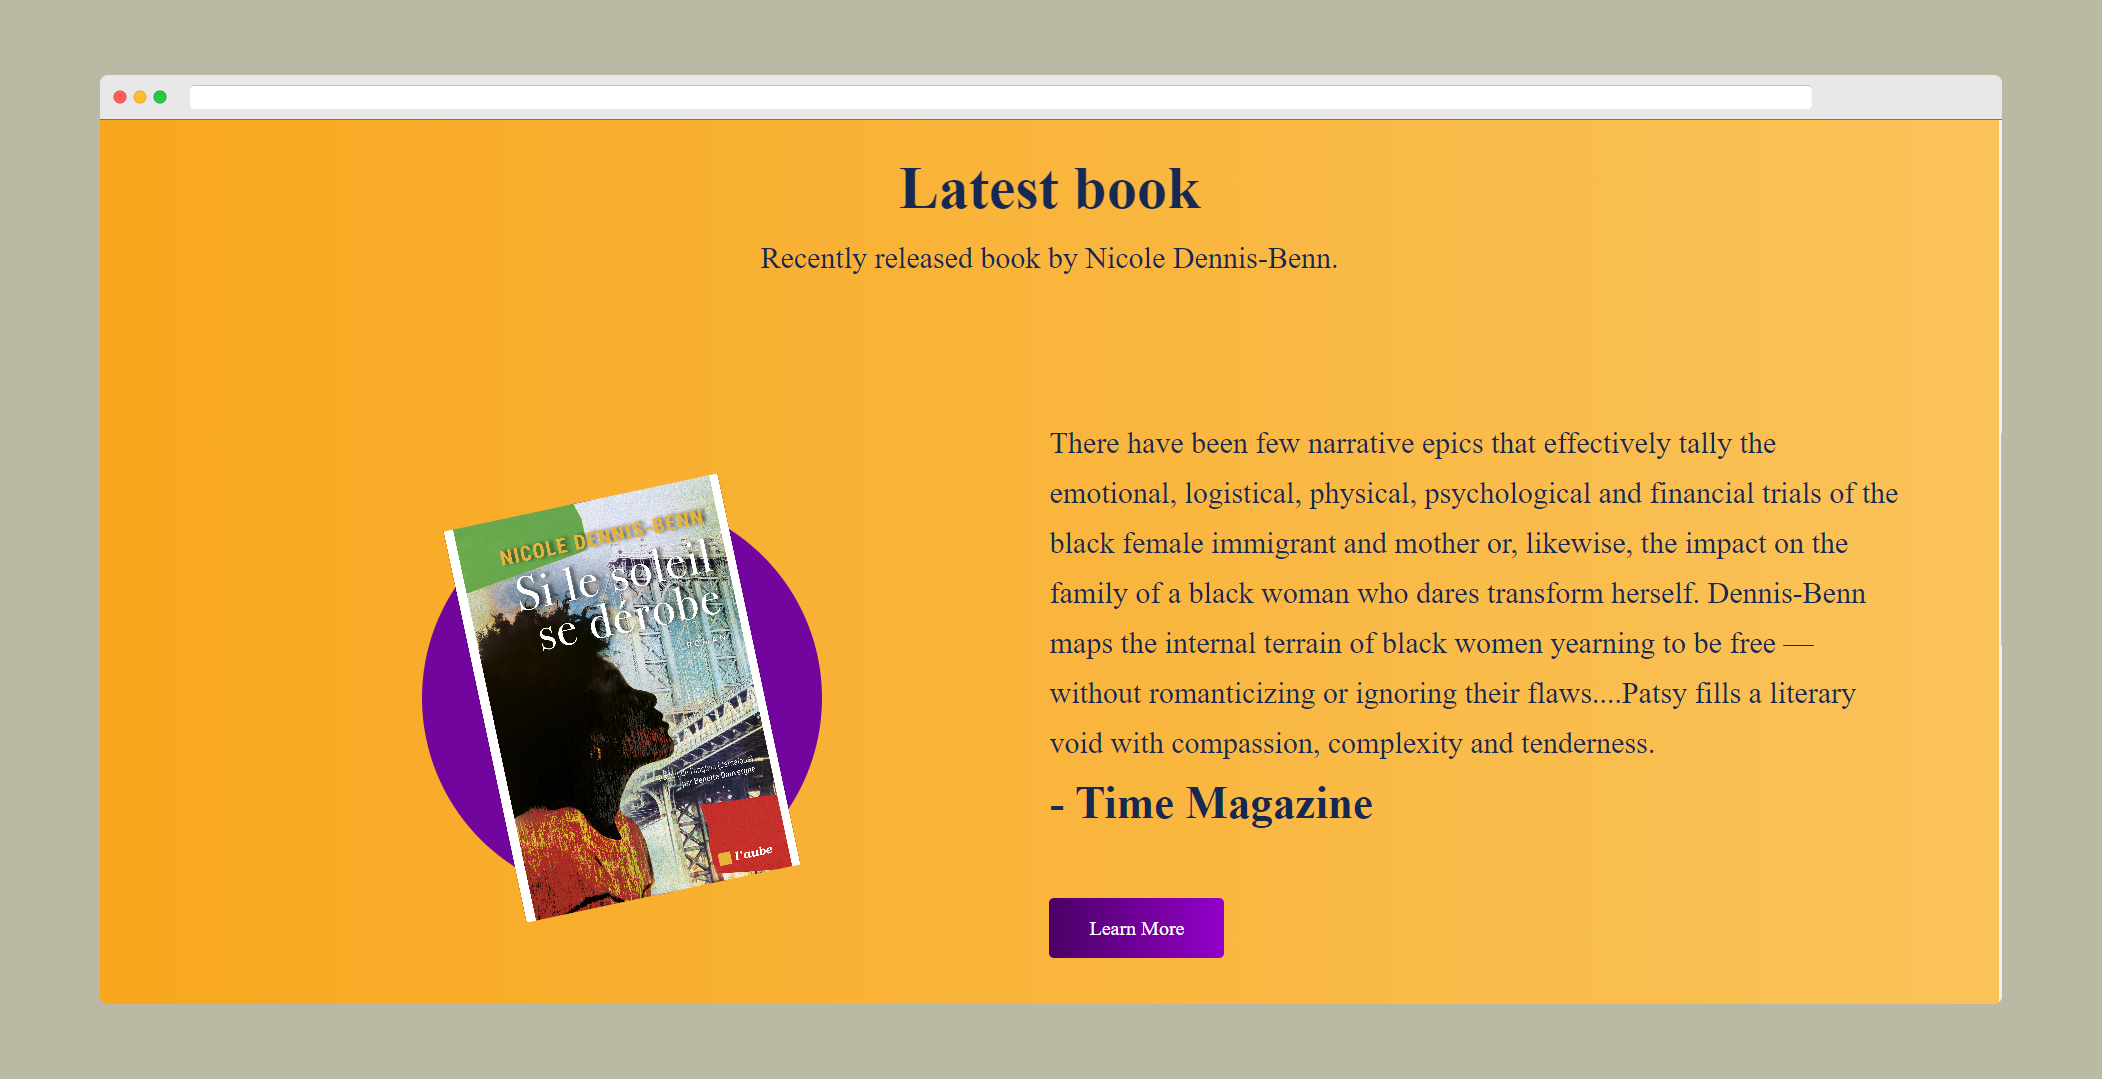 Latest book
Recently released book by Nicole Dennis-Benn.
NICOLE DENNIS-BENN
Si le soleil
se dérobe
ROMAN
l'aube
There have been few narrative epics that effectively tally the
emotional, logistical, physical, psychological and financial trials of the
black female immigrant and mother or, likewise, the impact on the
family of a black woman who dares transform herself. Dennis-Benn
maps the internal terrain of black women yearning to be free —
without romanticizing or ignoring their flaws....Patsy fills a literary
void with compassion, complexity and tenderness.
- Time Magazine
Learn More